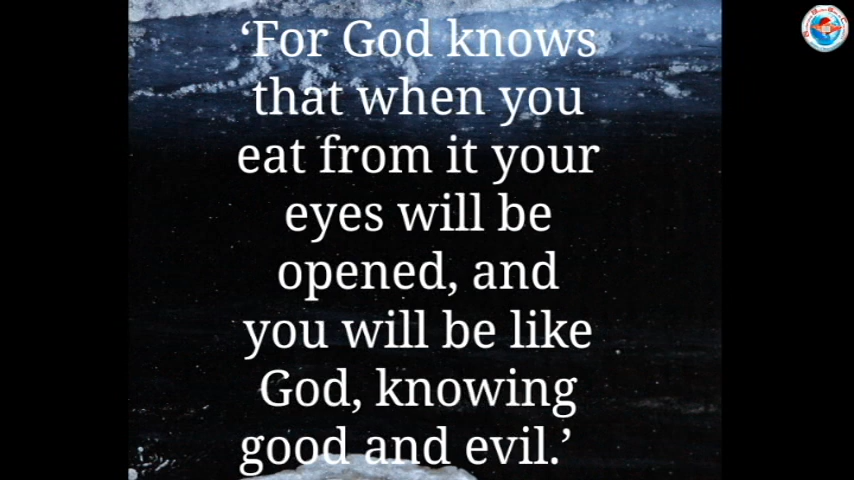 ‘For God knows
that when you
eat from it your
eyes will be
opened, and
you will be like
God, knowing
good and evil.’